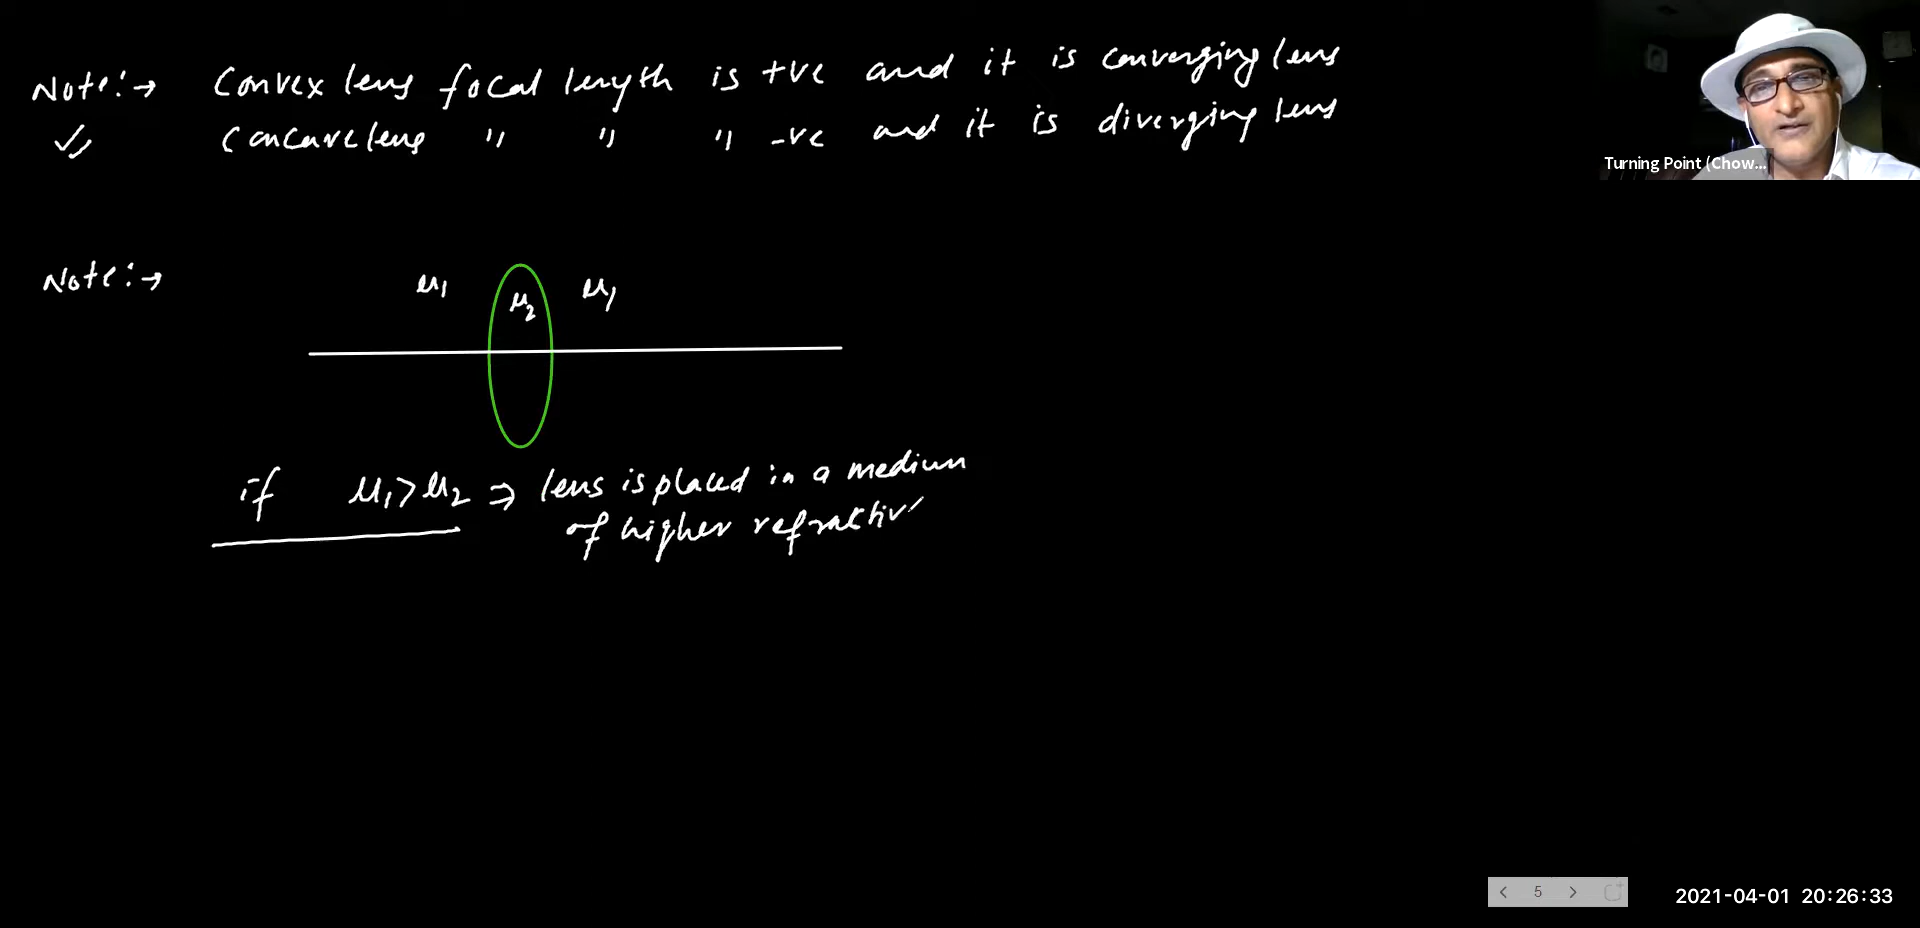 Note:→ Convex lens focal length is +ve and it is converging lens
Concave lens " " " -ve and it is diverging lens
Turning Point (Chow...
Note:→
μ1 μ2 μ1
if μ1>μ2 ⇒ lens is placed in a medium
of higher refractiv
5
2021-04-01 20:26:33